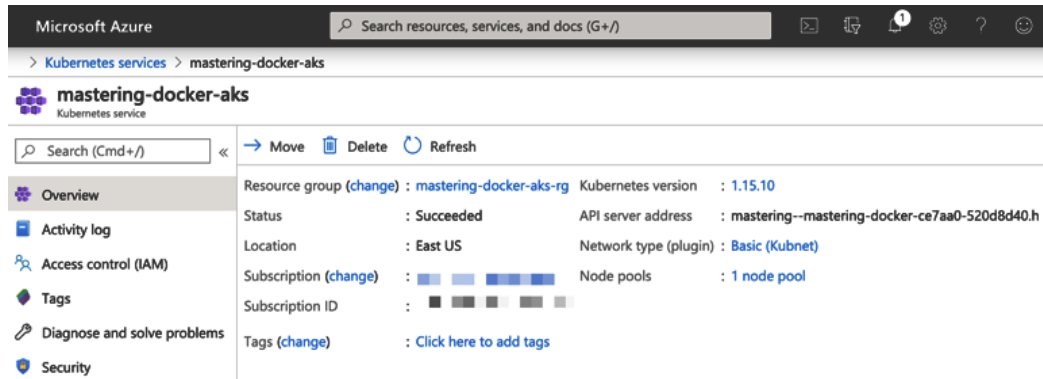 Microsoft Azure
Search resources, services, and docs (G+/)
1
> Kubernetes services > mastering-docker-aks
mastering-docker-aks
Kubernetes service
Search (Cmd+/)
«
Move Delete Refresh
Overview
Activity log
Access control (IAM)
Tags
Diagnose and solve problems
Security
Resource group (change) : mastering-docker-aks-rg
Status : Succeeded
Location : East US
Subscription (change) :
Subscription ID :
Tags (change) : Click here to add tags
Kubernetes version : 1.15.10
API server address : mastering--mastering-docker-ce7aa0-520d8d40.h
Network type (plugin) : Basic (Kubnet)
Node pools : 1 node pool